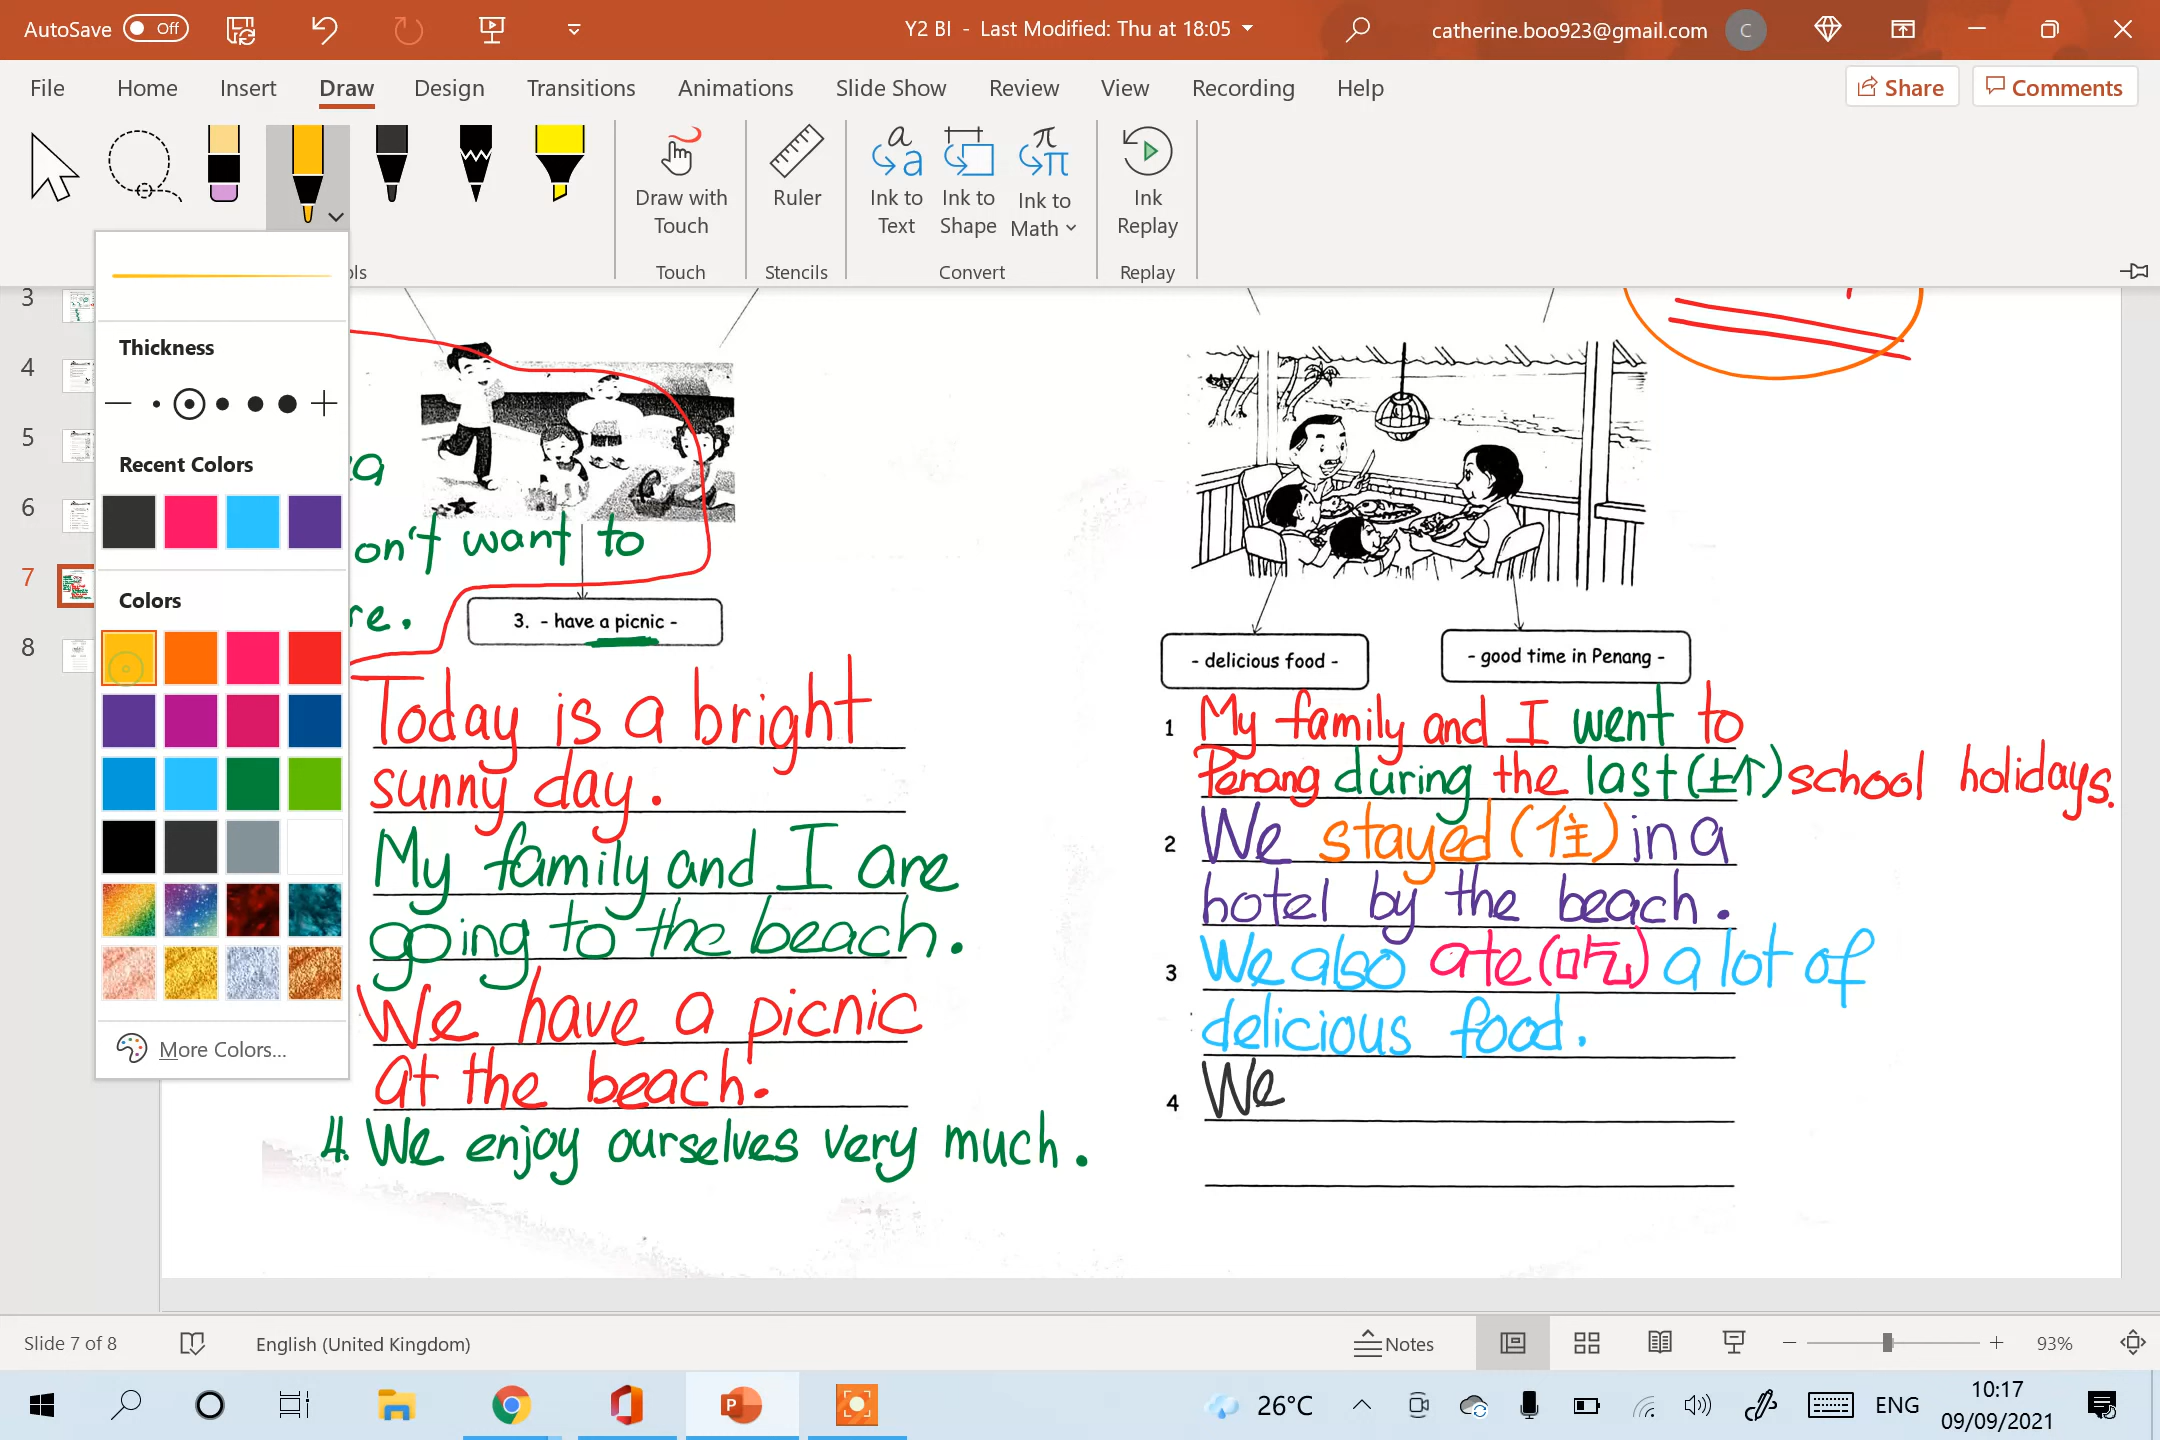 AutoSave Off
Y2 BI - Last Modified: Thu at 18:05
catherine.boo923@gmail.com
C
File Home Insert Draw Design Transitions Animations Slide Show Review View Recording Help
Share
Comments
Draw with Touch
Ruler
Ink to Text
Ink to Shape
Ink to Math
Ink Replay
ols
Touch
Stencils
Convert
Replay
3
4
5
6
7
8
Thickness
Recent Colors
Colors
More Colors...
on't want to
re.
3. - have a picnic -
Today is a bright
sunny day.
My family and I are
going to the beach.
We have a picnic
at the beach.
4. We enjoy ourselves very much.
- delicious food -
- good time in Penang -
1 My family and I went to
Penang during the last (上个) school holidays.
2 We stayed (住) in a
hotel by the beach.
3 We also ate (吃) a lot of
delicious food.
4 We
Slide 7 of 8
English (United Kingdom)
Notes
93%
26°C
ENG
10:17
09/09/2021